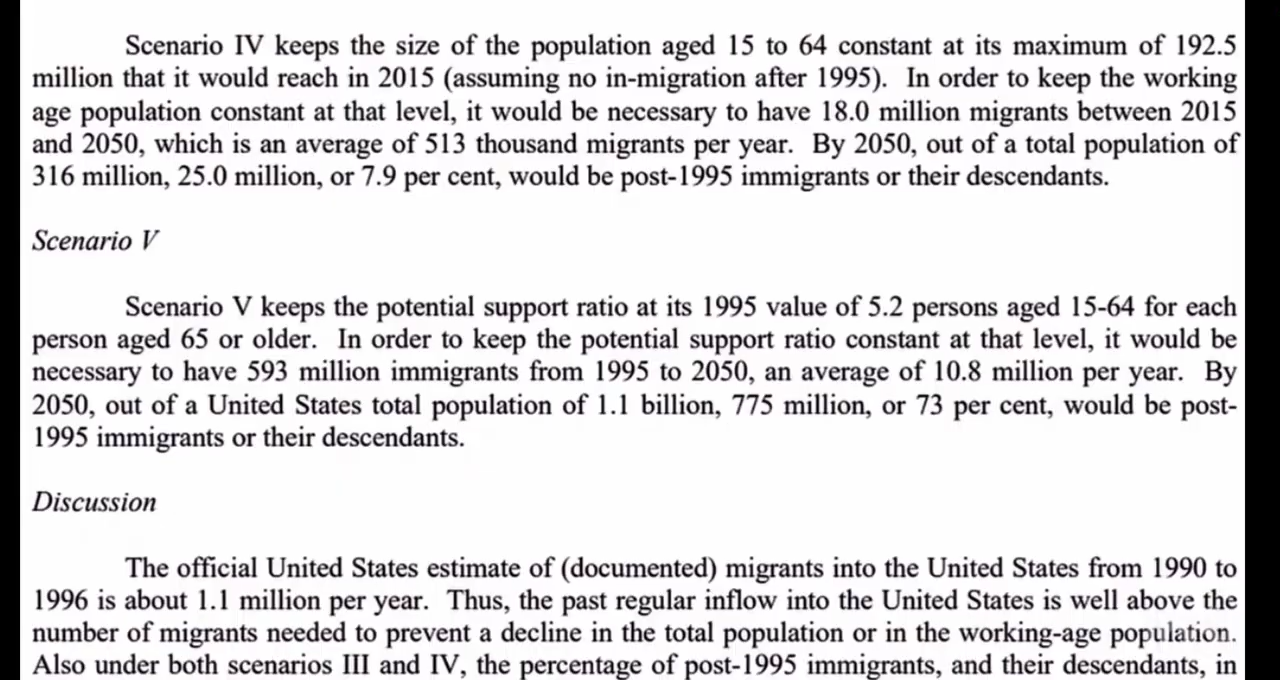 Scenario IV keeps the size of the population aged 15 to 64 constant at its maximum of 192.5
million that it would reach in 2015 (assuming no in-migration after 1995). In order to keep the working
age population constant at that level, it would be necessary to have 18.0 million migrants between 2015
and 2050, which is an average of 513 thousand migrants per year. By 2050, out of a total population of
316 million, 25.0 million, or 7.9 per cent, would be post-1995 immigrants or their descendants.
Scenario V
Scenario V keeps the potential support ratio at its 1995 value of 5.2 persons aged 15-64 for each
person aged 65 or older. In order to keep the potential support ratio constant at that level, it would be
necessary to have 593 million immigrants from 1995 to 2050, an average of 10.8 million per year. By
2050, out of a United States total population of 1.1 billion, 775 million, or 73 per cent, would be post-
1995 immigrants or their descendants.
Discussion
The official United States estimate of (documented) migrants into the United States from 1990 to
1996 is about 1.1 million per year. Thus, the past regular inflow into the United States is well above the
number of migrants needed to prevent a decline in the total population or in the working-age population.
Also under both scenarios III and IV, the percentage of post-1995 immigrants, and their descendants, in